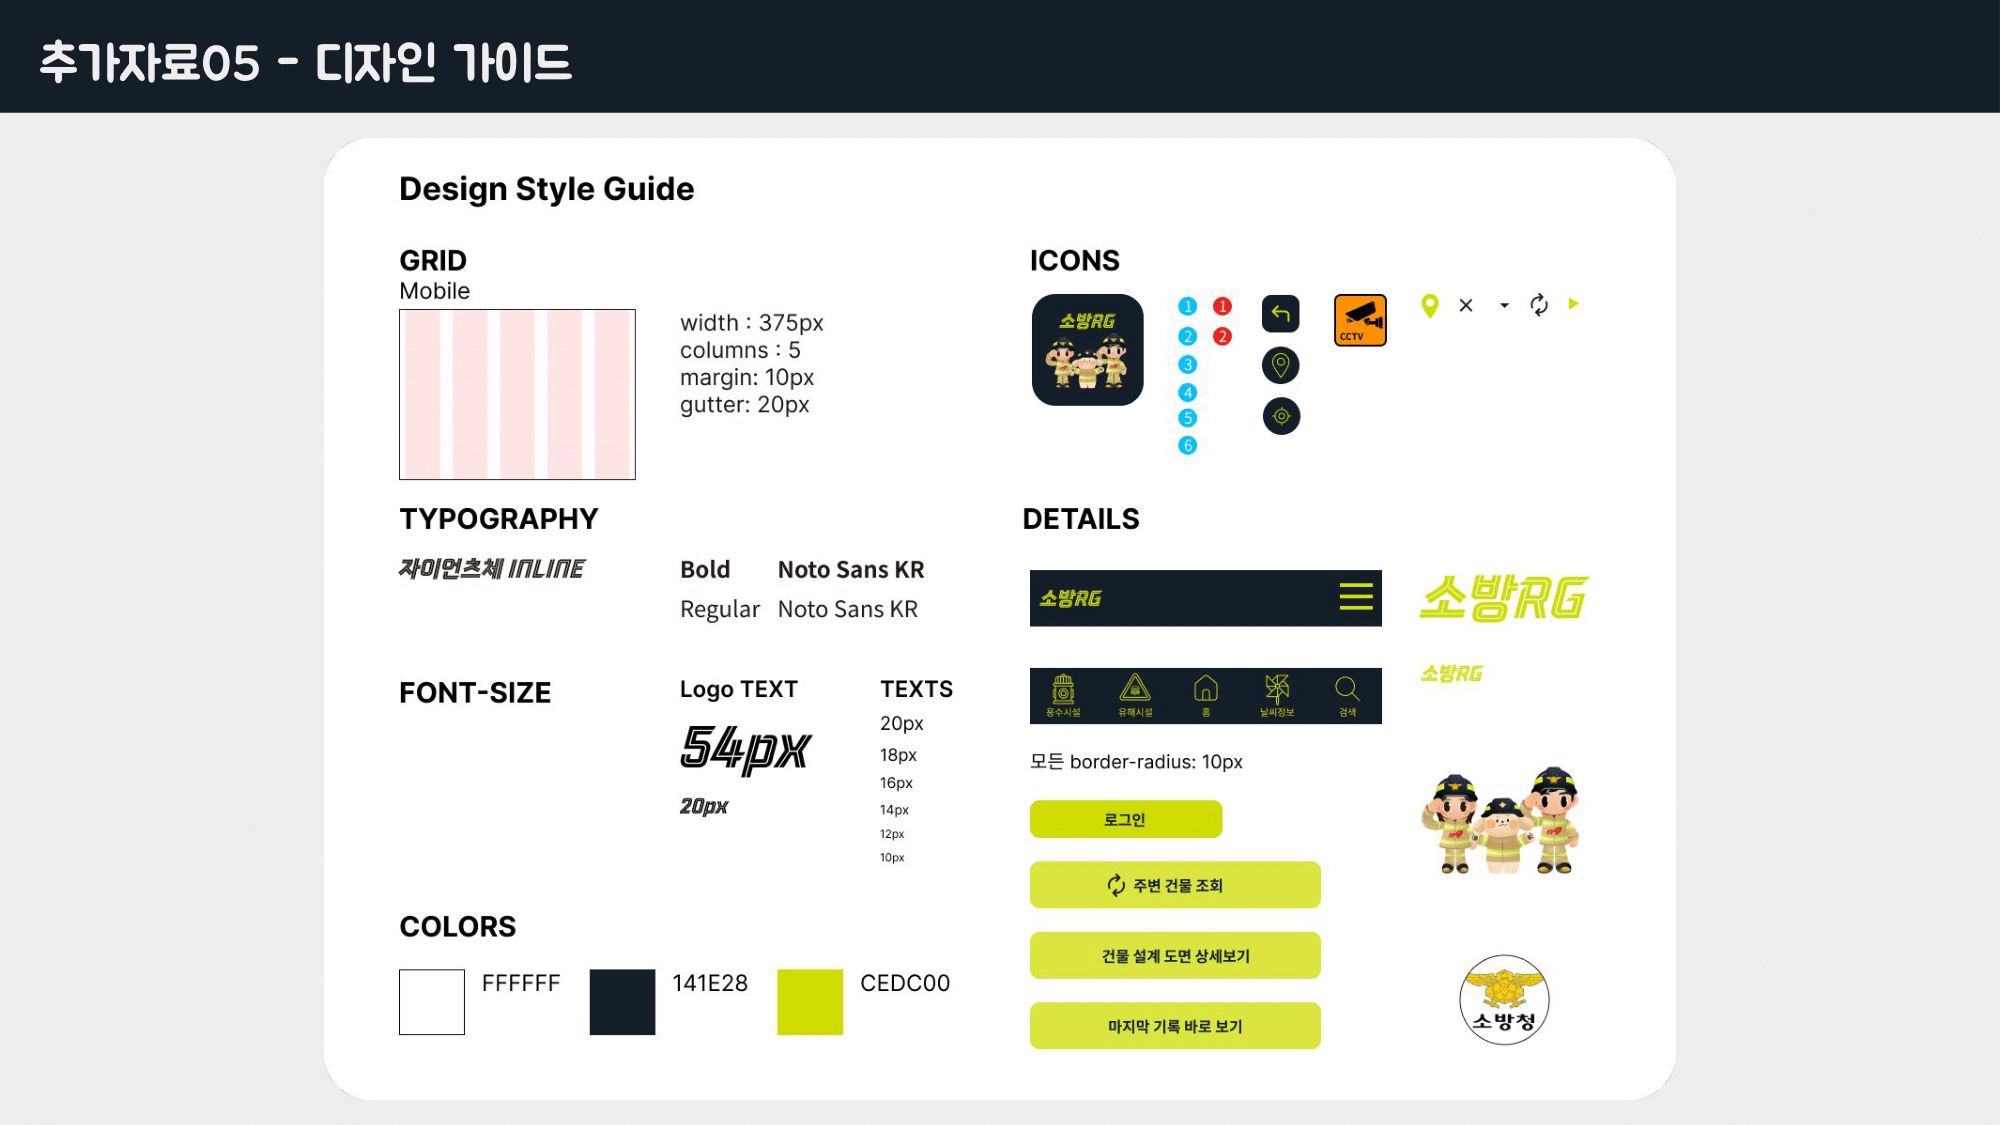 추가자료05 - 디자인 가이드
Design Style Guide
GRID
Mobile
width : 375px
columns : 5
margin: 10px
gutter: 20px
TYPOGRAPHY
자이언츠체 INLINE
Bold Noto Sans KR
Regular Noto Sans KR
FONT-SIZE
Logo TEXT
54px
20px
TEXTS
20px
18px
16px
14px
12px
10px
COLORS
FFFFFF
141E28
CEDC00
ICONS
소방RG
1
2
3
4
5
6
1
2
CCTV
DETAILS
소방RG
소방RG
용수시설 유해시설 홈 날씨정보 검색
소방RG
모든 border-radius: 10px
로그인
주변 건물 조회
건물 설계 도면 상세보기
마지막 기록 바로 보기
소방청